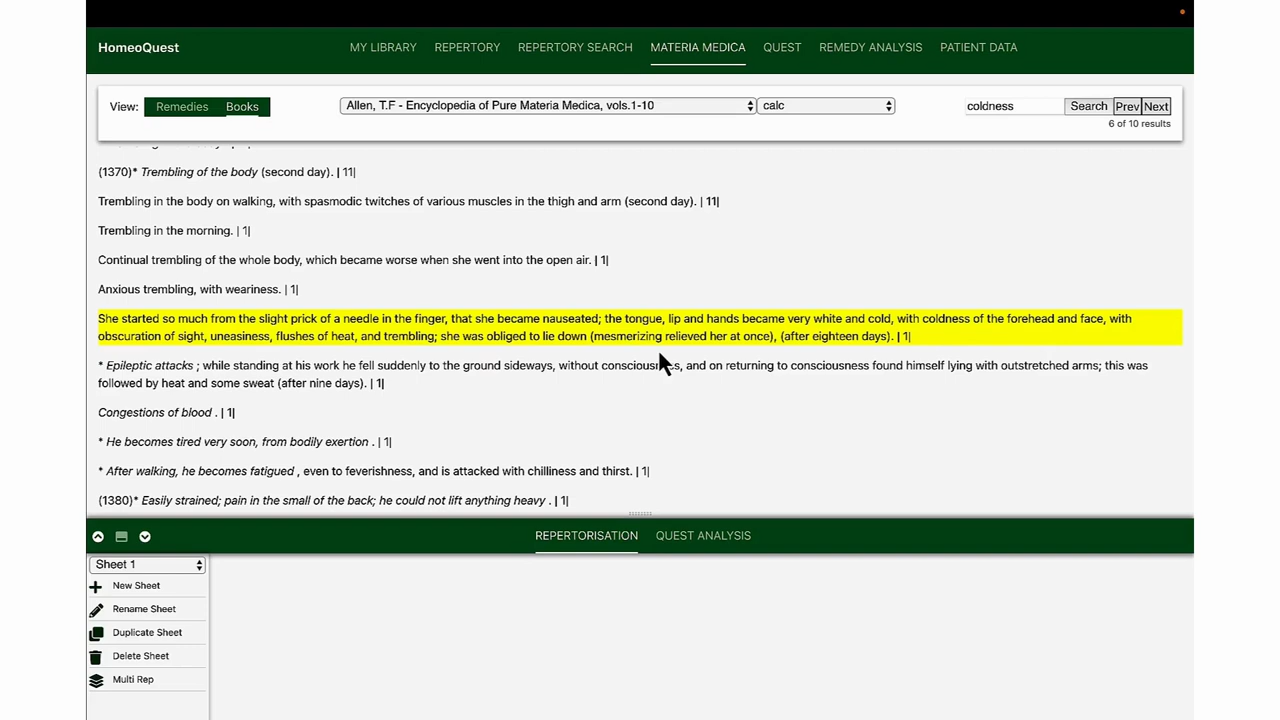 HomeoQuest MY LIBRARY REPERTORY REPERTORY SEARCH MATERIA MEDICA QUEST REMEDY ANALYSIS PATIENT DATA
View: Remedies Books Allen, T.F - Encyclopedia of Pure Materia Medica, vols.1-10 calc coldness Search Prev Next
6 of 10 results
(1370)* Trembling of the body (second day). | 11|
Trembling in the body on walking, with spasmodic twitches of various muscles in the thigh and arm (second day). | 11|
Trembling in the morning. | 1|
Continual trembling of the whole body, which became worse when she went into the open air. | 1|
Anxious trembling, with weariness. | 1|
She started so much from the slight prick of a needle in the finger, that she became nauseated; the tongue, lip and hands became very white and cold, with coldness of the forehead and face, with
obscuration of sight, uneasiness, flushes of heat, and trembling; she was obliged to lie down (mesmerizing relieved her at once), (after eighteen days). | 1|
* Epileptic attacks ; while standing at his work he fell suddenly to the ground sideways, without consciousness, and on returning to consciousness found himself lying with outstretched arms; this was
followed by heat and some sweat (after nine days). | 1|
Congestions of blood . | 1|
* He becomes tired very soon, from bodily exertion . | 1|
* After walking, he becomes fatigued , even to feverishness, and is attacked with chilliness and thirst. | 1|
(1380)* Easily strained; pain in the small of the back; he could not lift anything heavy . | 1|
REPERTORISATION QUEST ANALYSIS
Sheet 1
New Sheet
Rename Sheet
Duplicate Sheet
Delete Sheet
Multi Rep